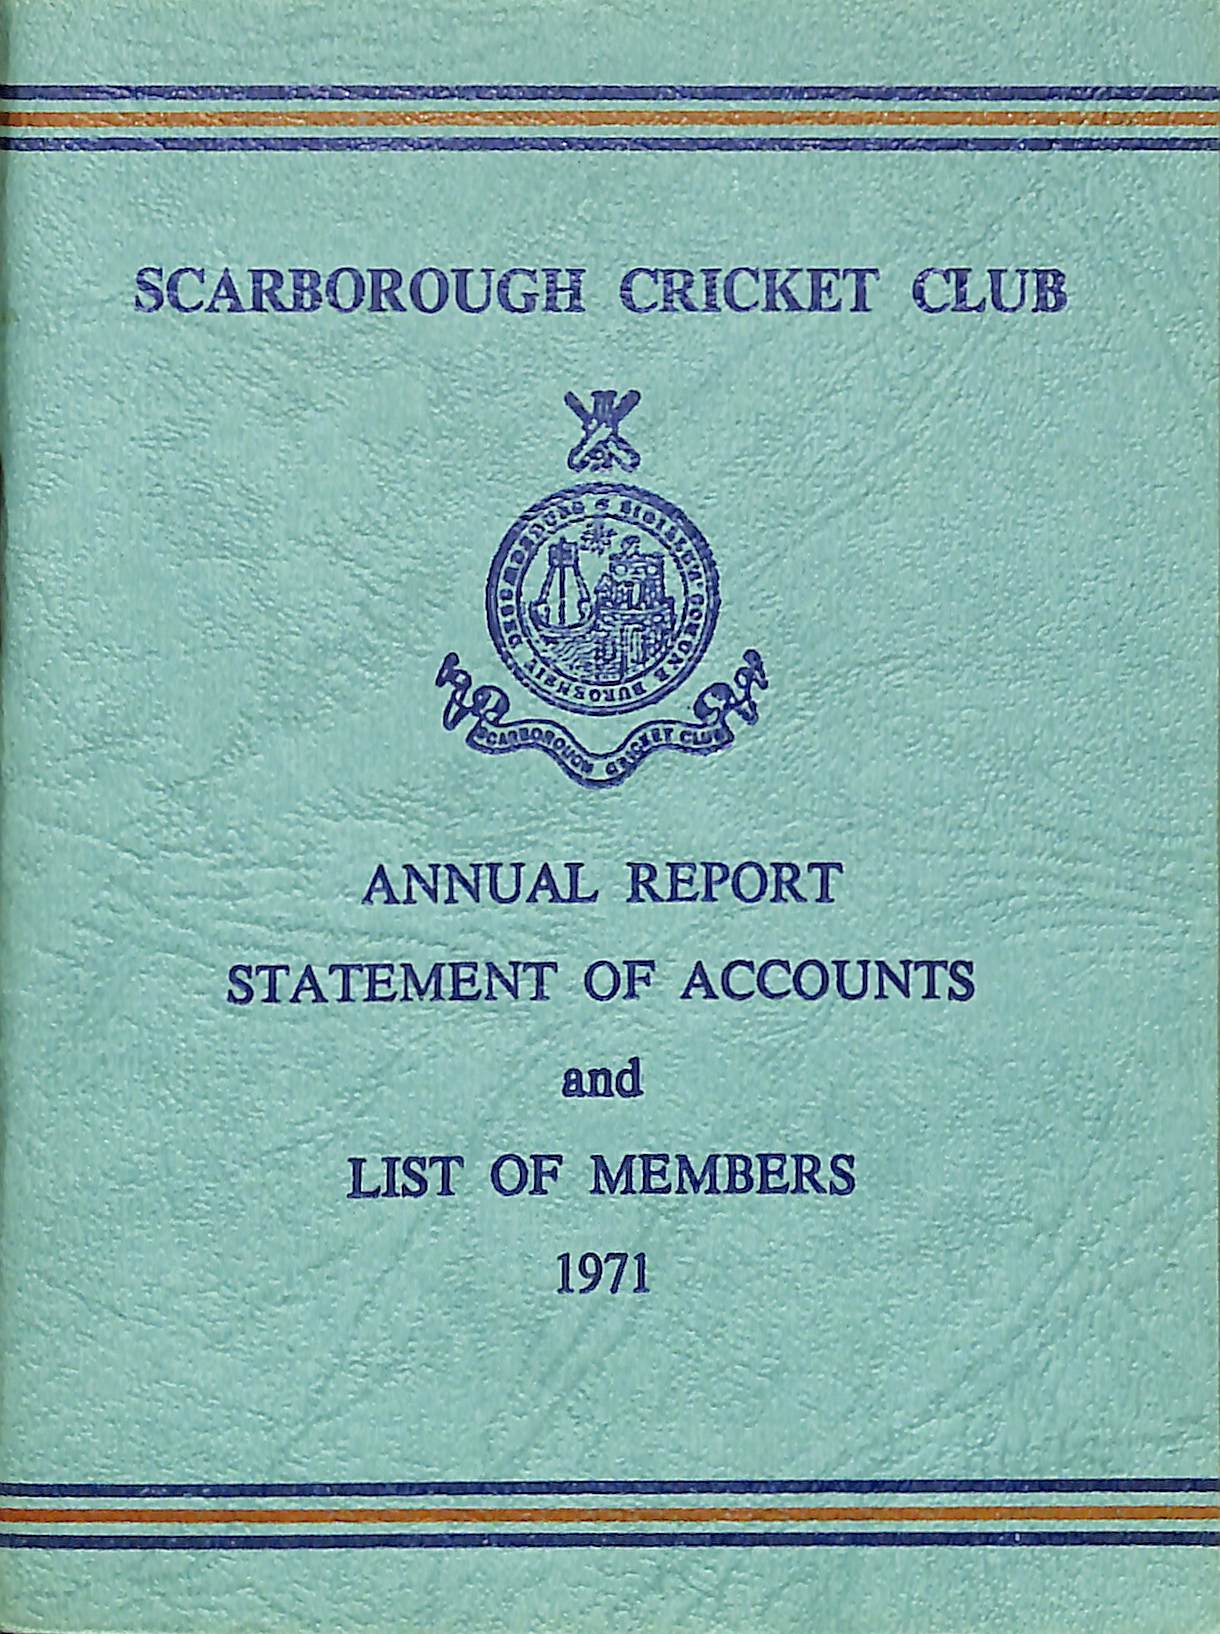 SCARBOROUGH CRICKET CLUB
SCARBOROUGH CRICKET CLUB
ANNUAL REPORT
STATEMENT OF ACCOUNTS
and
LIST OF MEMBERS
1971